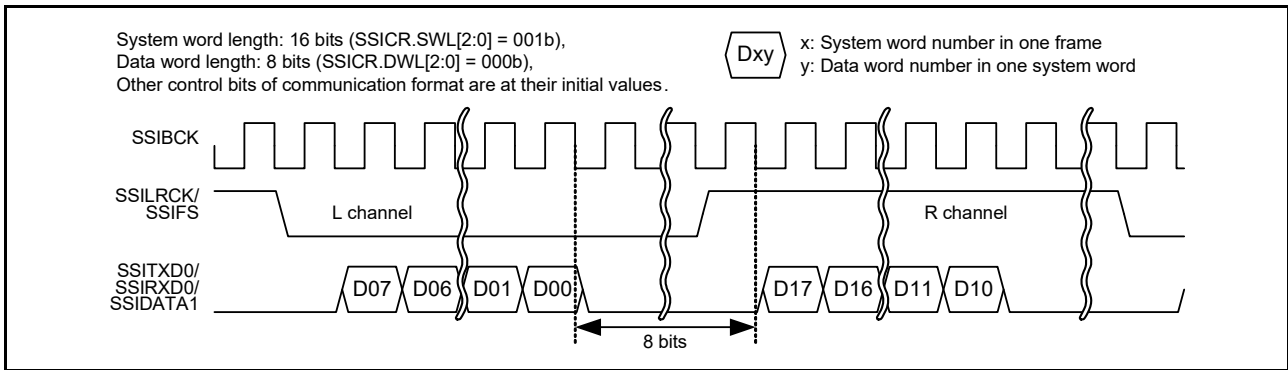 System word length: 16 bits (SSICR.SWL[2:0] = 001b),
Data word length: 8 bits (SSICR.DWL[2:0] = 000b),
Other control bits of communication format are at their initial values.
Dxy
x: System word number in one frame
y: Data word number in one system word
SSIBCK
SSILRCK/
SSIFS
L channel
R channel
SSITXD0/
SSIRXD0/
SSIDATA1
D07 D06 D01 D00 D17 D16 D11 D10
8 bits